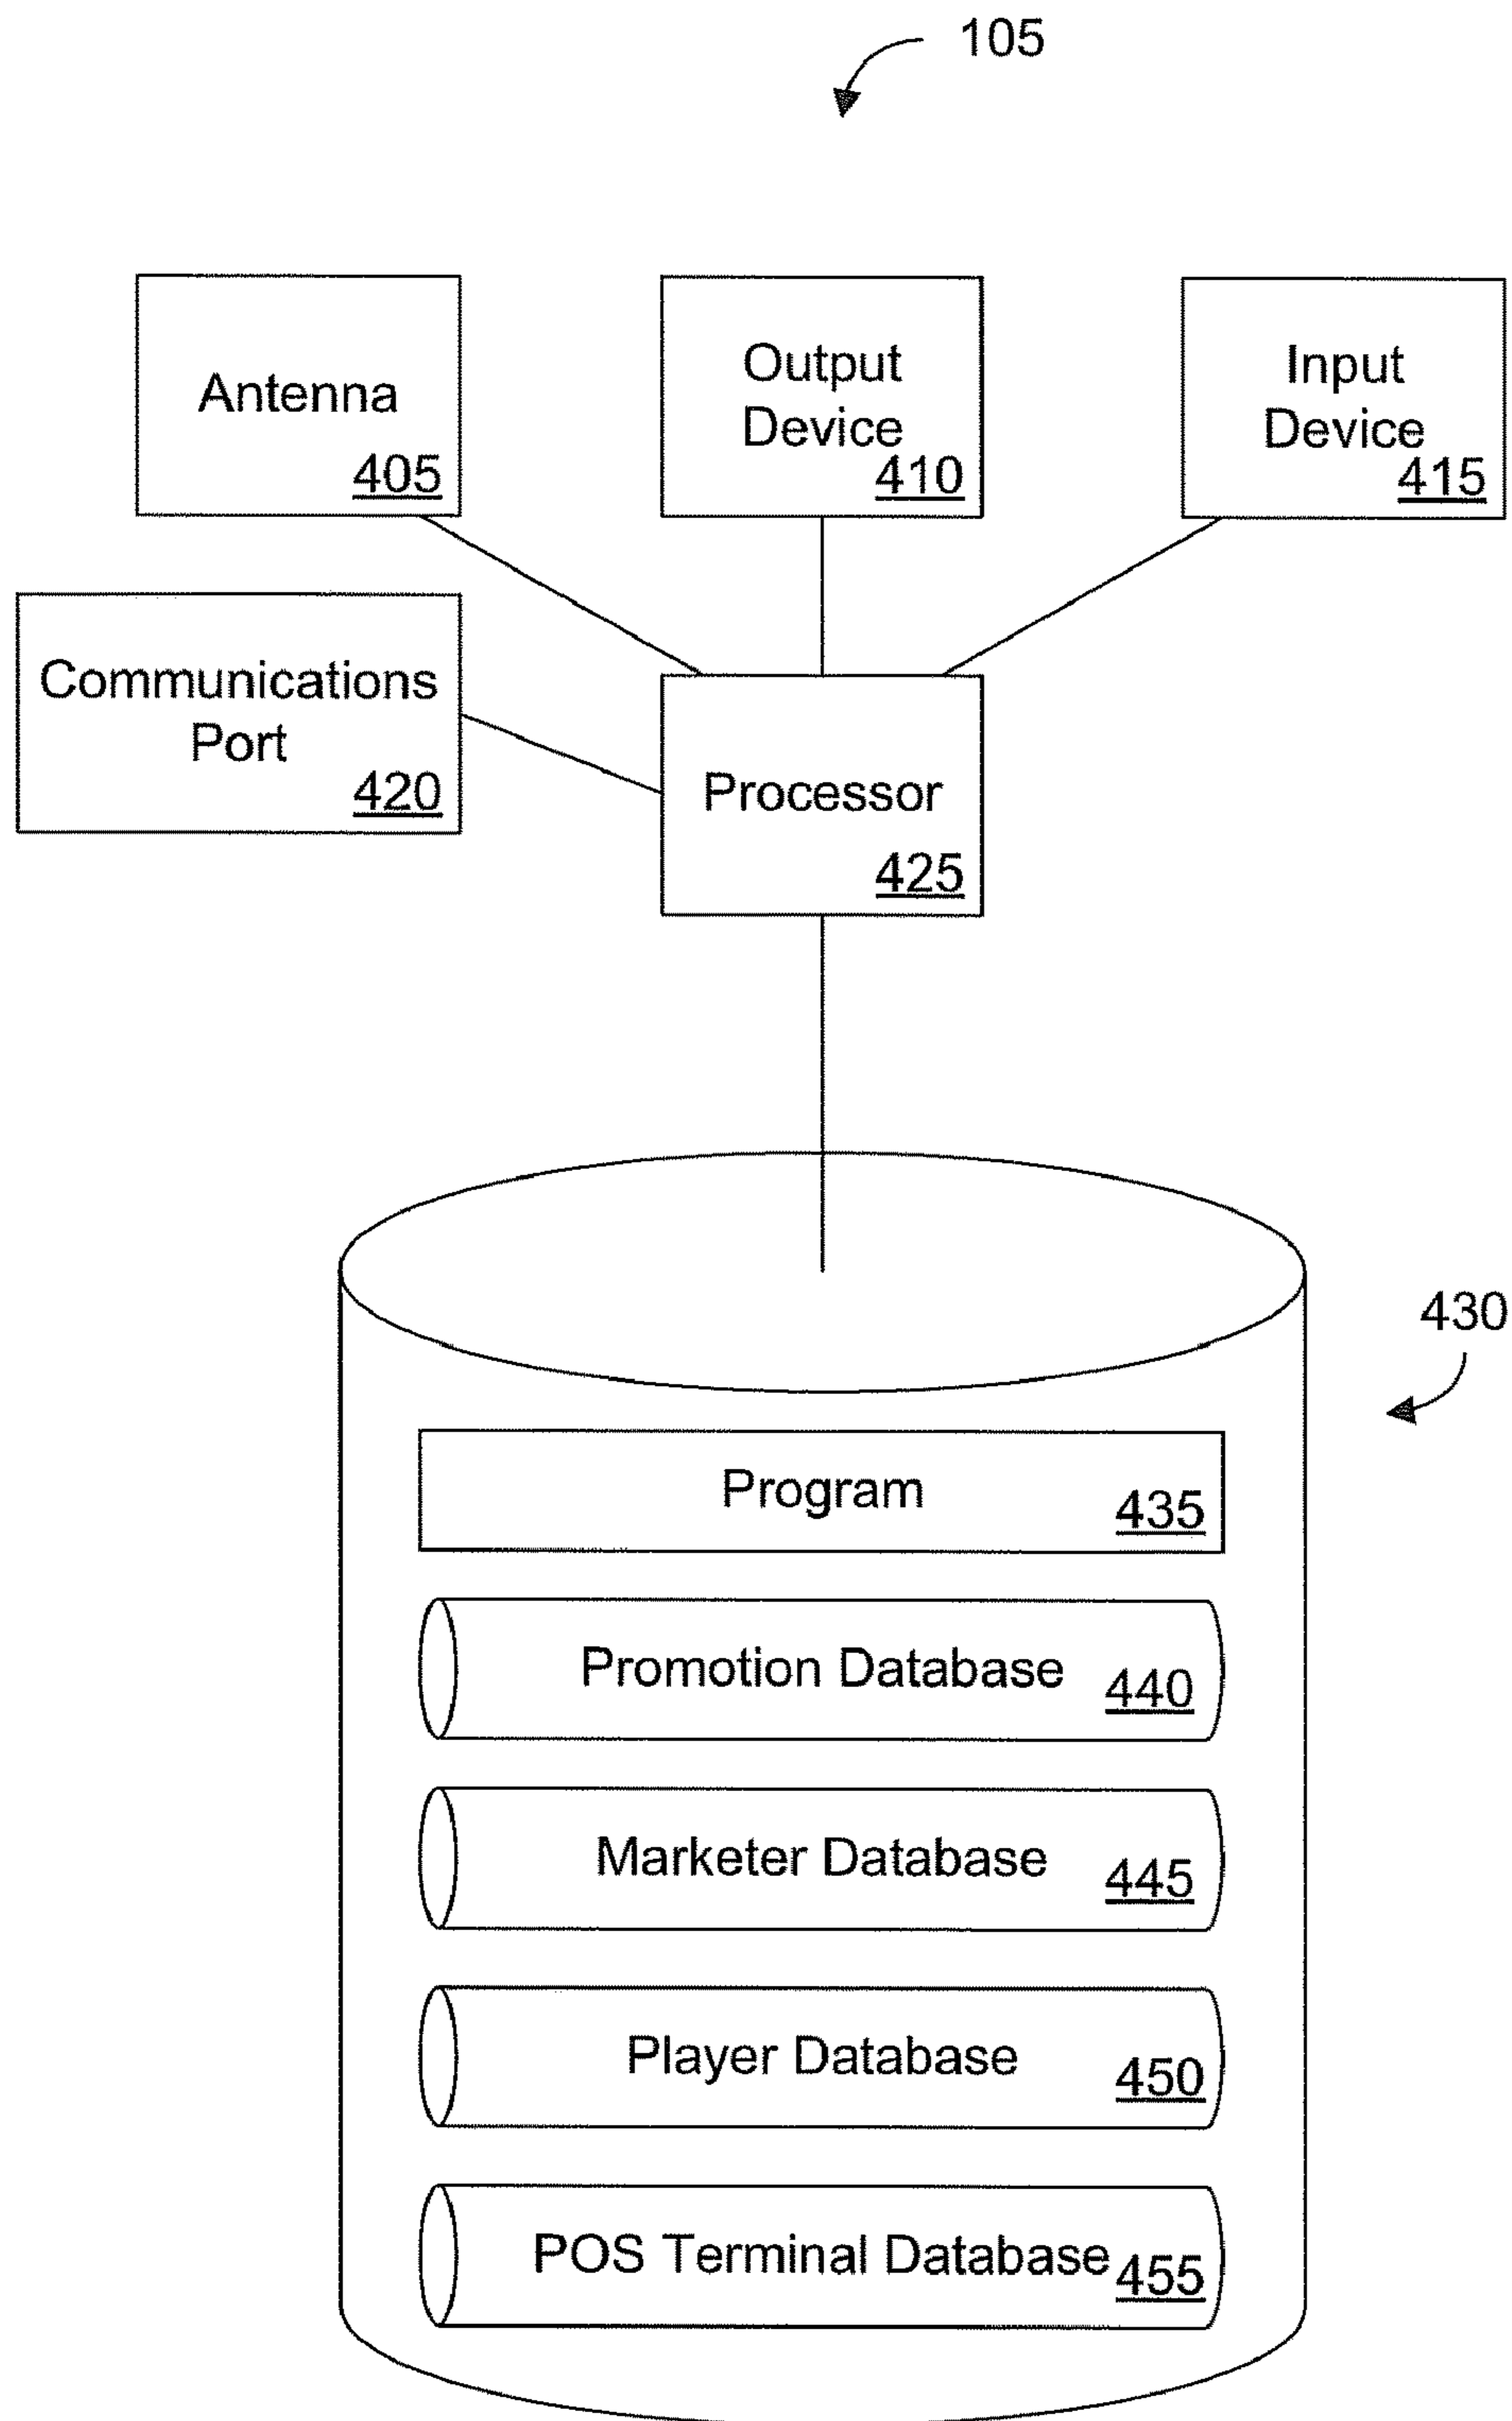 105
Antenna
405
Output
Device
410
Input
Device
415
Communications
Port
420
Processor
425
430
Program
435
Promotion Database
440
Marketer Database
445
Player Database
450
POS Terminal Database
455